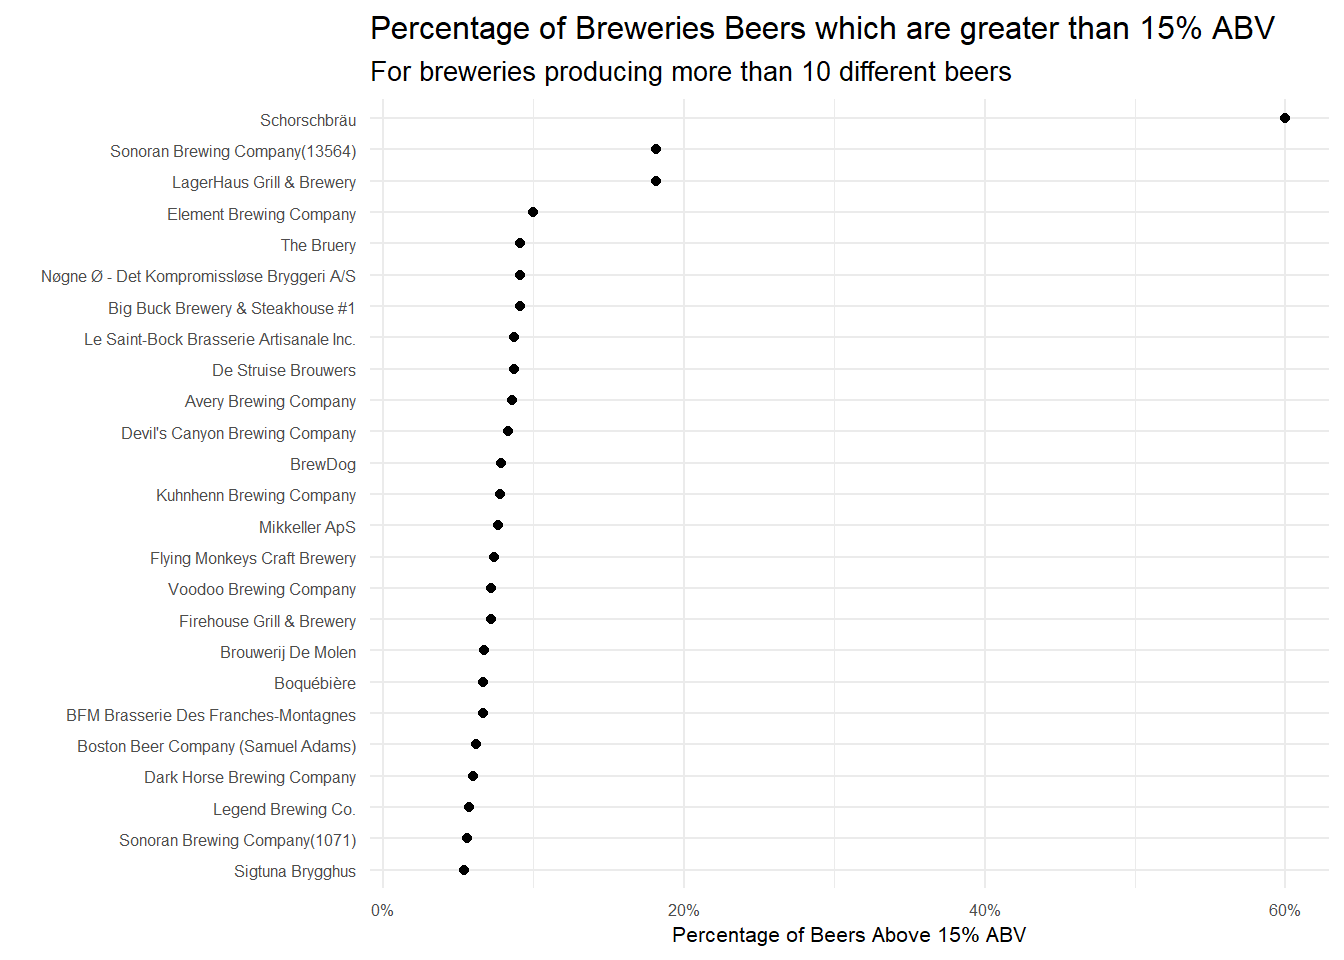 Percentage of Breweries Beers which are greater than 15% ABV
For breweries producing more than 10 different beers
Schorschbräu
Sonoran Brewing Company(13564)
LagerHaus Grill & Brewery
Element Brewing Company
The Bruery
Nøgne Ø - Det Kompromissløse Bryggeri A/S
Big Buck Brewery & Steakhouse #1
Le Saint-Bock Brasserie Artisanale Inc.
De Struise Brouwers
Avery Brewing Company
Devil's Canyon Brewing Company
BrewDog
Kuhnhenn Brewing Company
Mikkeller ApS
Flying Monkeys Craft Brewery
Voodoo Brewing Company
Firehouse Grill & Brewery
Brouwerij De Molen
Boquébière
BFM Brasserie Des Franches-Montagnes
Boston Beer Company (Samuel Adams)
Dark Horse Brewing Company
Legend Brewing Co.
Sonoran Brewing Company(1071)
Sigtuna Brygghus
0% 20% 40% 60%
Percentage of Beers Above 15% ABV